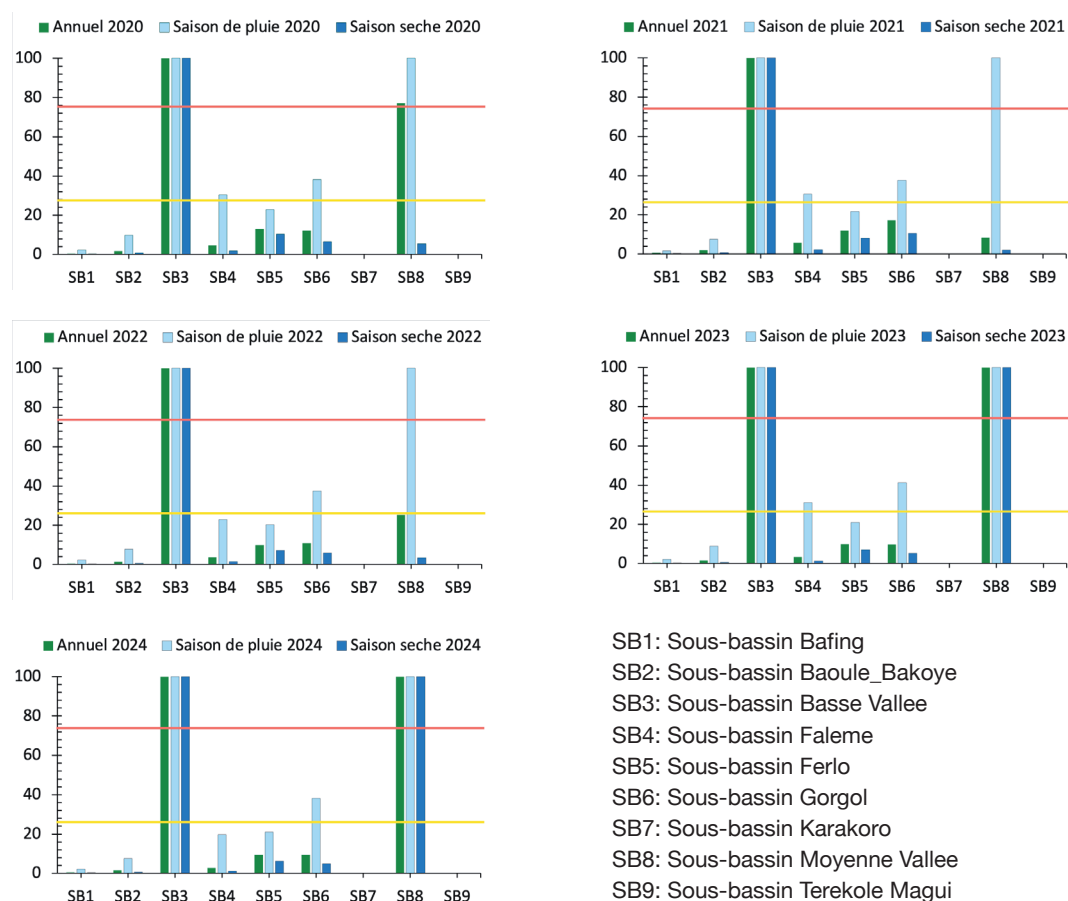 Annuel 2020 Saison de pluie 2020 Saison seche 2020
100
80
60
40
20
0
SB1 SB2 SB3 SB4 SB5 SB6 SB7 SB8 SB9
Annuel 2021 Saison de pluie 2021 Saison seche 2021
100
80
60
40
20
0
SB1 SB2 SB3 SB4 SB5 SB6 SB7 SB8 SB9
Annuel 2022 Saison de pluie 2022 Saison seche 2022
100
80
60
40
20
0
SB1 SB2 SB3 SB4 SB5 SB6 SB7 SB8 SB9
Annuel 2023 Saison de pluie 2023 Saison seche 2023
100
80
60
40
20
0
SB1 SB2 SB3 SB4 SB5 SB6 SB7 SB8 SB9
Annuel 2024 Saison de pluie 2024 Saison seche 2024
100
80
60
40
20
0
SB1 SB2 SB3 SB4 SB5 SB6 SB7 SB8 SB9
SB1: Sous-bassin Bafing
SB2: Sous-bassin Baoule_Bakoye
SB3: Sous-bassin Basse Vallee
SB4: Sous-bassin Faleme
SB5: Sous-bassin Ferlo
SB6: Sous-bassin Gorgol
SB7: Sous-bassin Karakoro
SB8: Sous-bassin Moyenne Vallee
SB9: Sous-bassin Terekole Magui